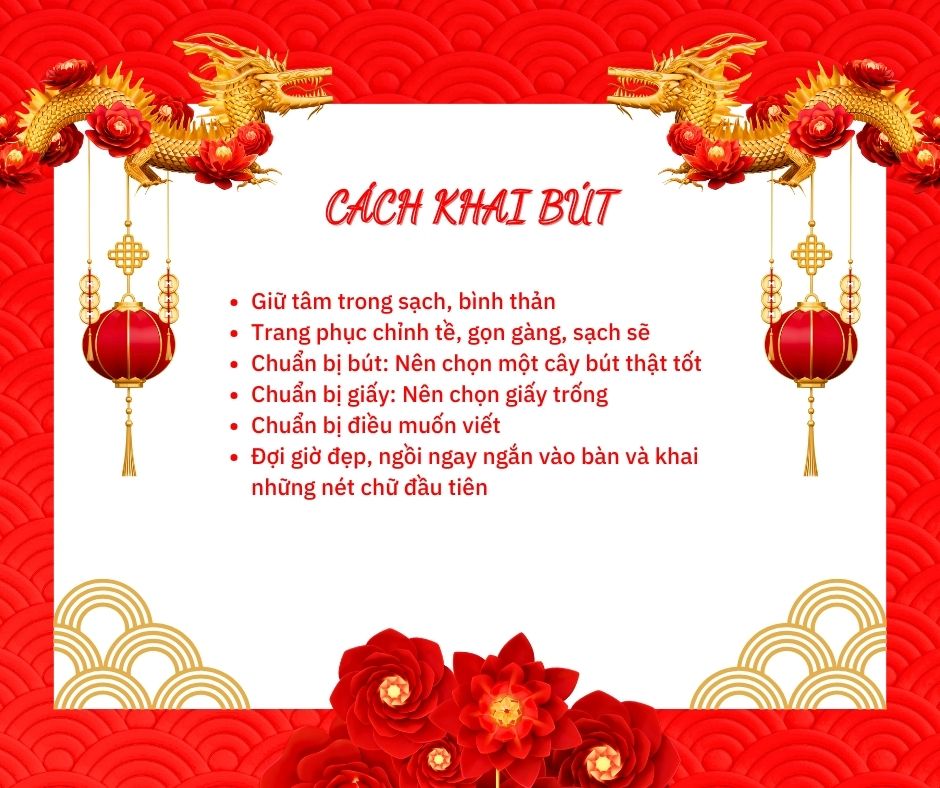 CÁCH KHAI BÚT
• Giữ tâm trong sạch, bình thản
• Trang phục chỉnh tề, gọn gàng, sạch sẽ
• Chuẩn bị bút: Nên chọn một cây bút thật tốt
• Chuẩn bị giấy: Nên chọn giấy trống
• Chuẩn bị điều muốn viết
• Đợi giờ đẹp, ngồi ngay ngắn vào bàn và khai
những nét chữ đầu tiên